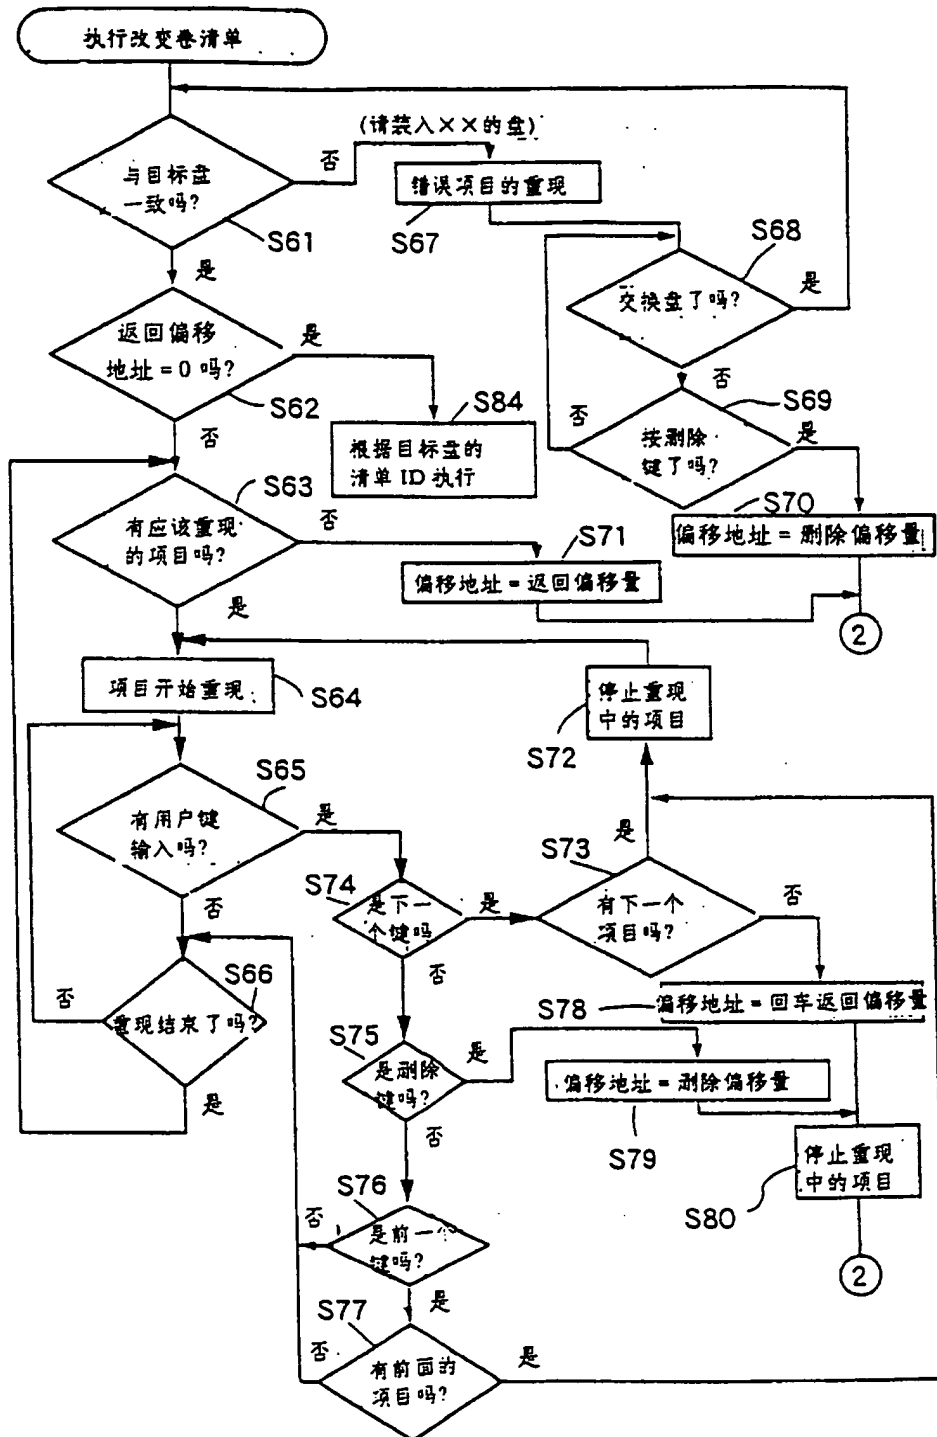 执行改变卷清单
(请装入××的盘)
与目标盘
一致吗?
否
错误项目的重现
S61
S67
S68
是
交换盘了吗?
是
返回偏移
地址=0吗?
是
S62
否
S84
S69
否
根据目标盘的
清单ID执行
否
按删除
键了吗?
是
S63
S70
有应该重现
的项目吗?
否
S71
偏移地址=删除偏移量
偏移地址=返回偏移量
是
2
项目开始重现
S64
停止重现
中的项目
S72
S65
有用户键
输入吗?
是
S73
是
S74
否
是下一
个键吗
是
有下一个
项目吗?
否
S66
否
否
S78
偏移地址=回车返回偏移量
重现结束了吗?
S75
是
是删除
键吗?
偏移地址=删除偏移量
是
否
S79
停止重现
中的项目
S76
S80
否
是前一个
键吗?
2
S77
是
否
有前面的
项目吗?
是